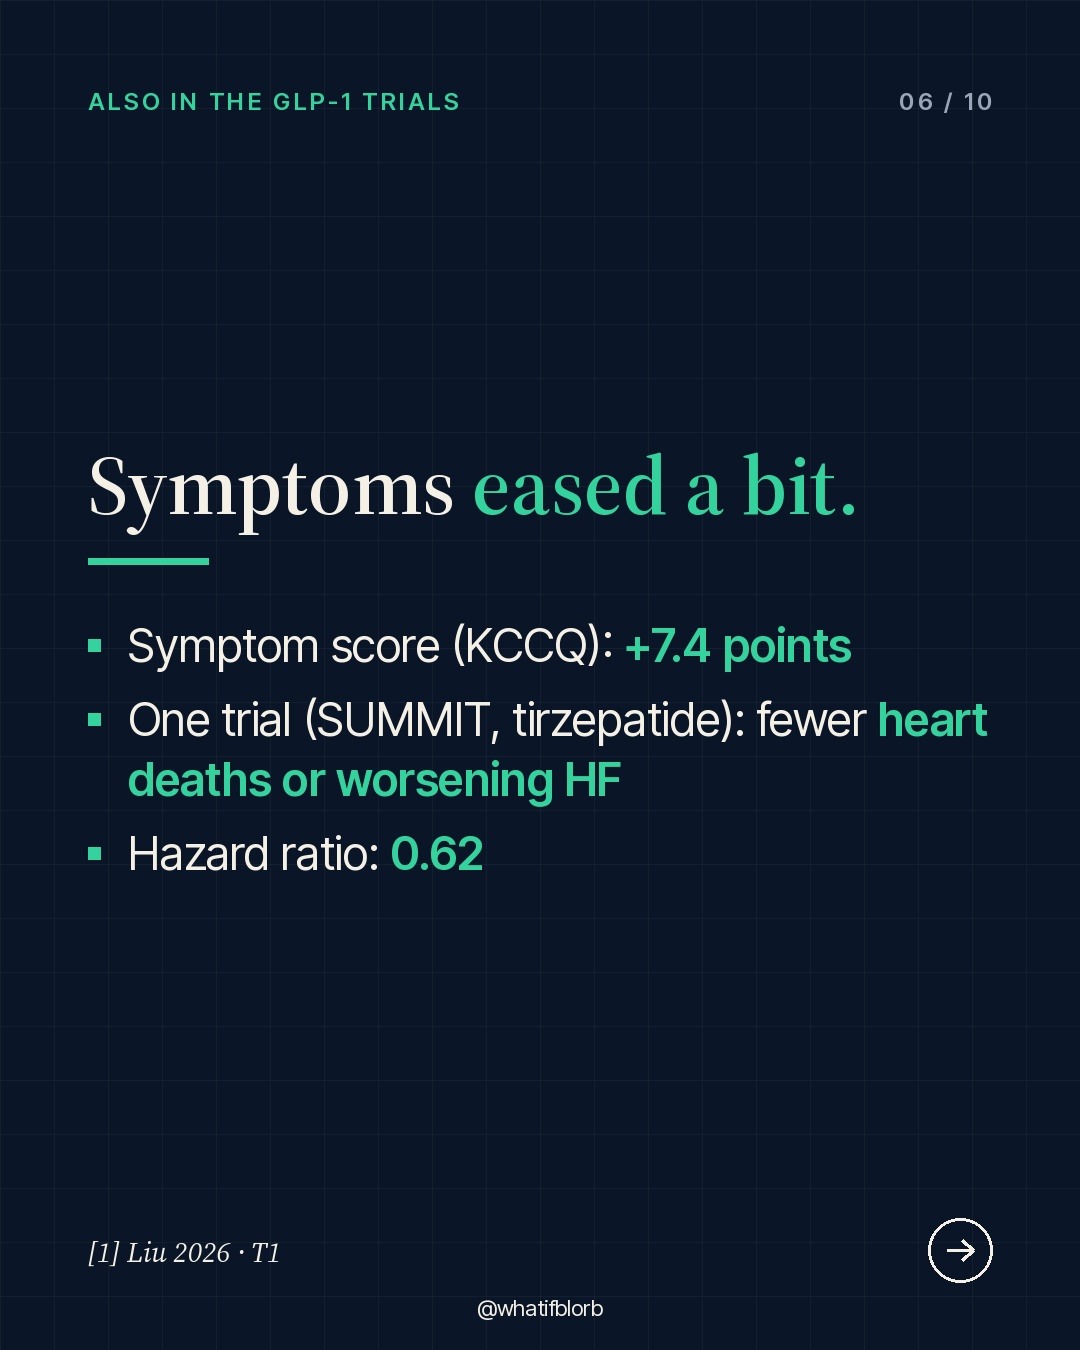 ALSO IN THE GLP-1 TRIALS
06 / 10
Symptoms eased a bit.
▪ Symptom score (KCCQ): +7.4 points
▪ One trial (SUMMIT, tirzepatide): fewer heart
deaths or worsening HF
▪ Hazard ratio: 0.62
[1] Liu 2026 · T1
@whatifblorb